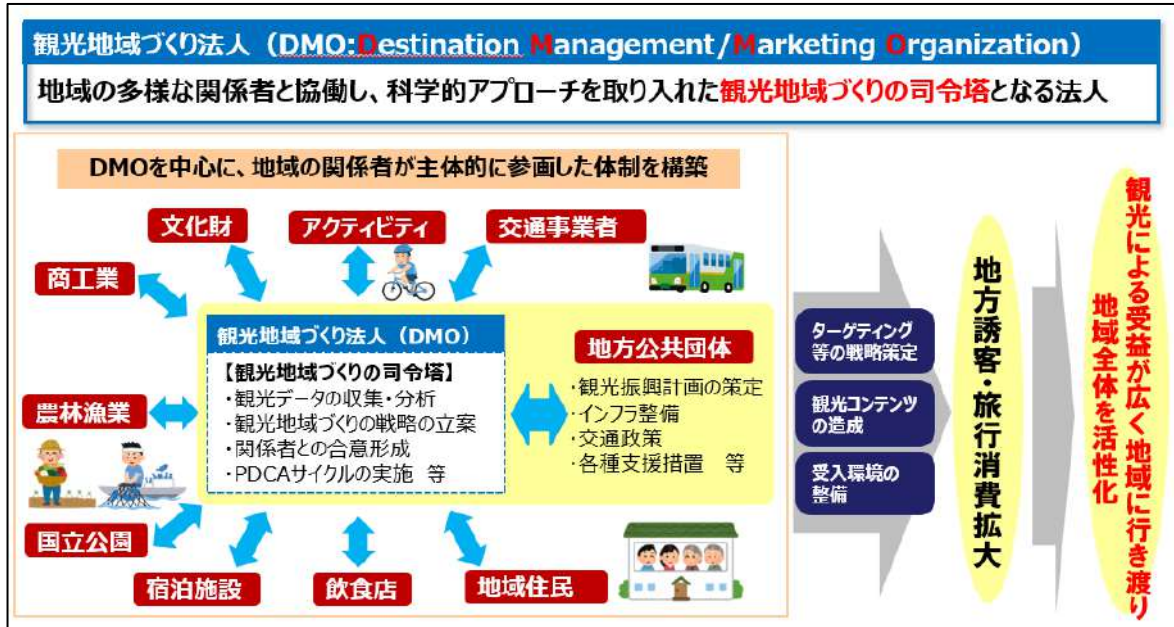 観光地域づくり法人（DMO:Destination Management/Marketing Organization）
地域の多様な関係者と協働し、科学的アプローチを取り入れた観光地域づくりの司令塔となる法人
DMOを中心に、地域の関係者が主体的に参画した体制を構築
文化財
アクティビティ
交通事業者
商工業
観光地域づくり法人（DMO）
【観光地域づくりの司令塔】
・観光データの収集・分析
・観光地域づくりの戦略の立案
・関係者との合意形成
・PDCAサイクルの実施 等
地方公共団体
・観光振興計画の策定
・インフラ整備
・交通政策
・各種支援措置 等
農林漁業
国立公園
宿泊施設
飲食店
地域住民
ターゲティング
等の戦略策定
観光コンテンツ
の造成
受入環境の
整備
地方誘客・旅行消費拡大
観光による受益が広く地域に行き渡り
地域全体を活性化